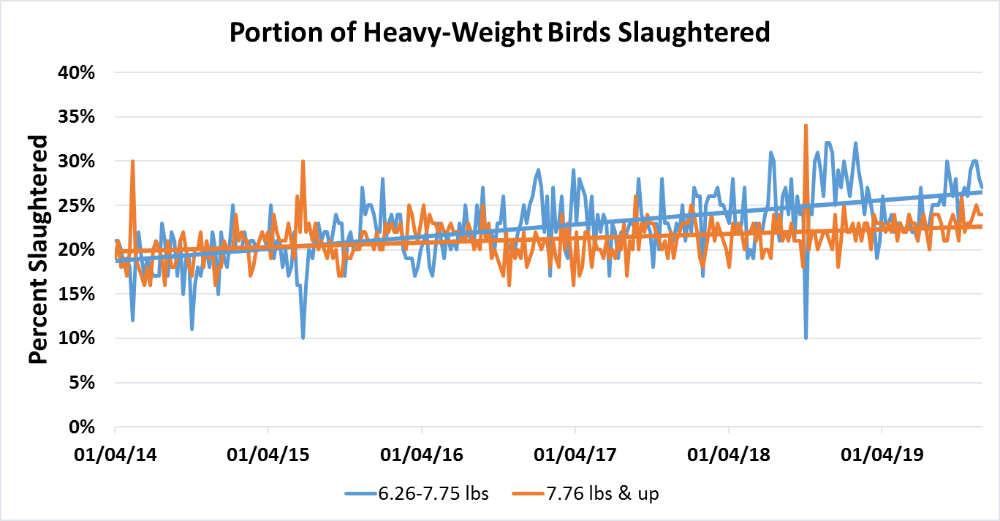 Portion of Heavy-Weight Birds Slaughtered
Percent Slaughtered
40%
35%
30%
25%
20%
15%
10%
5%
0%
01/04/14 01/04/15 01/04/16 01/04/17 01/04/18 01/04/19
6.26-7.75 lbs 7.76 lbs & up